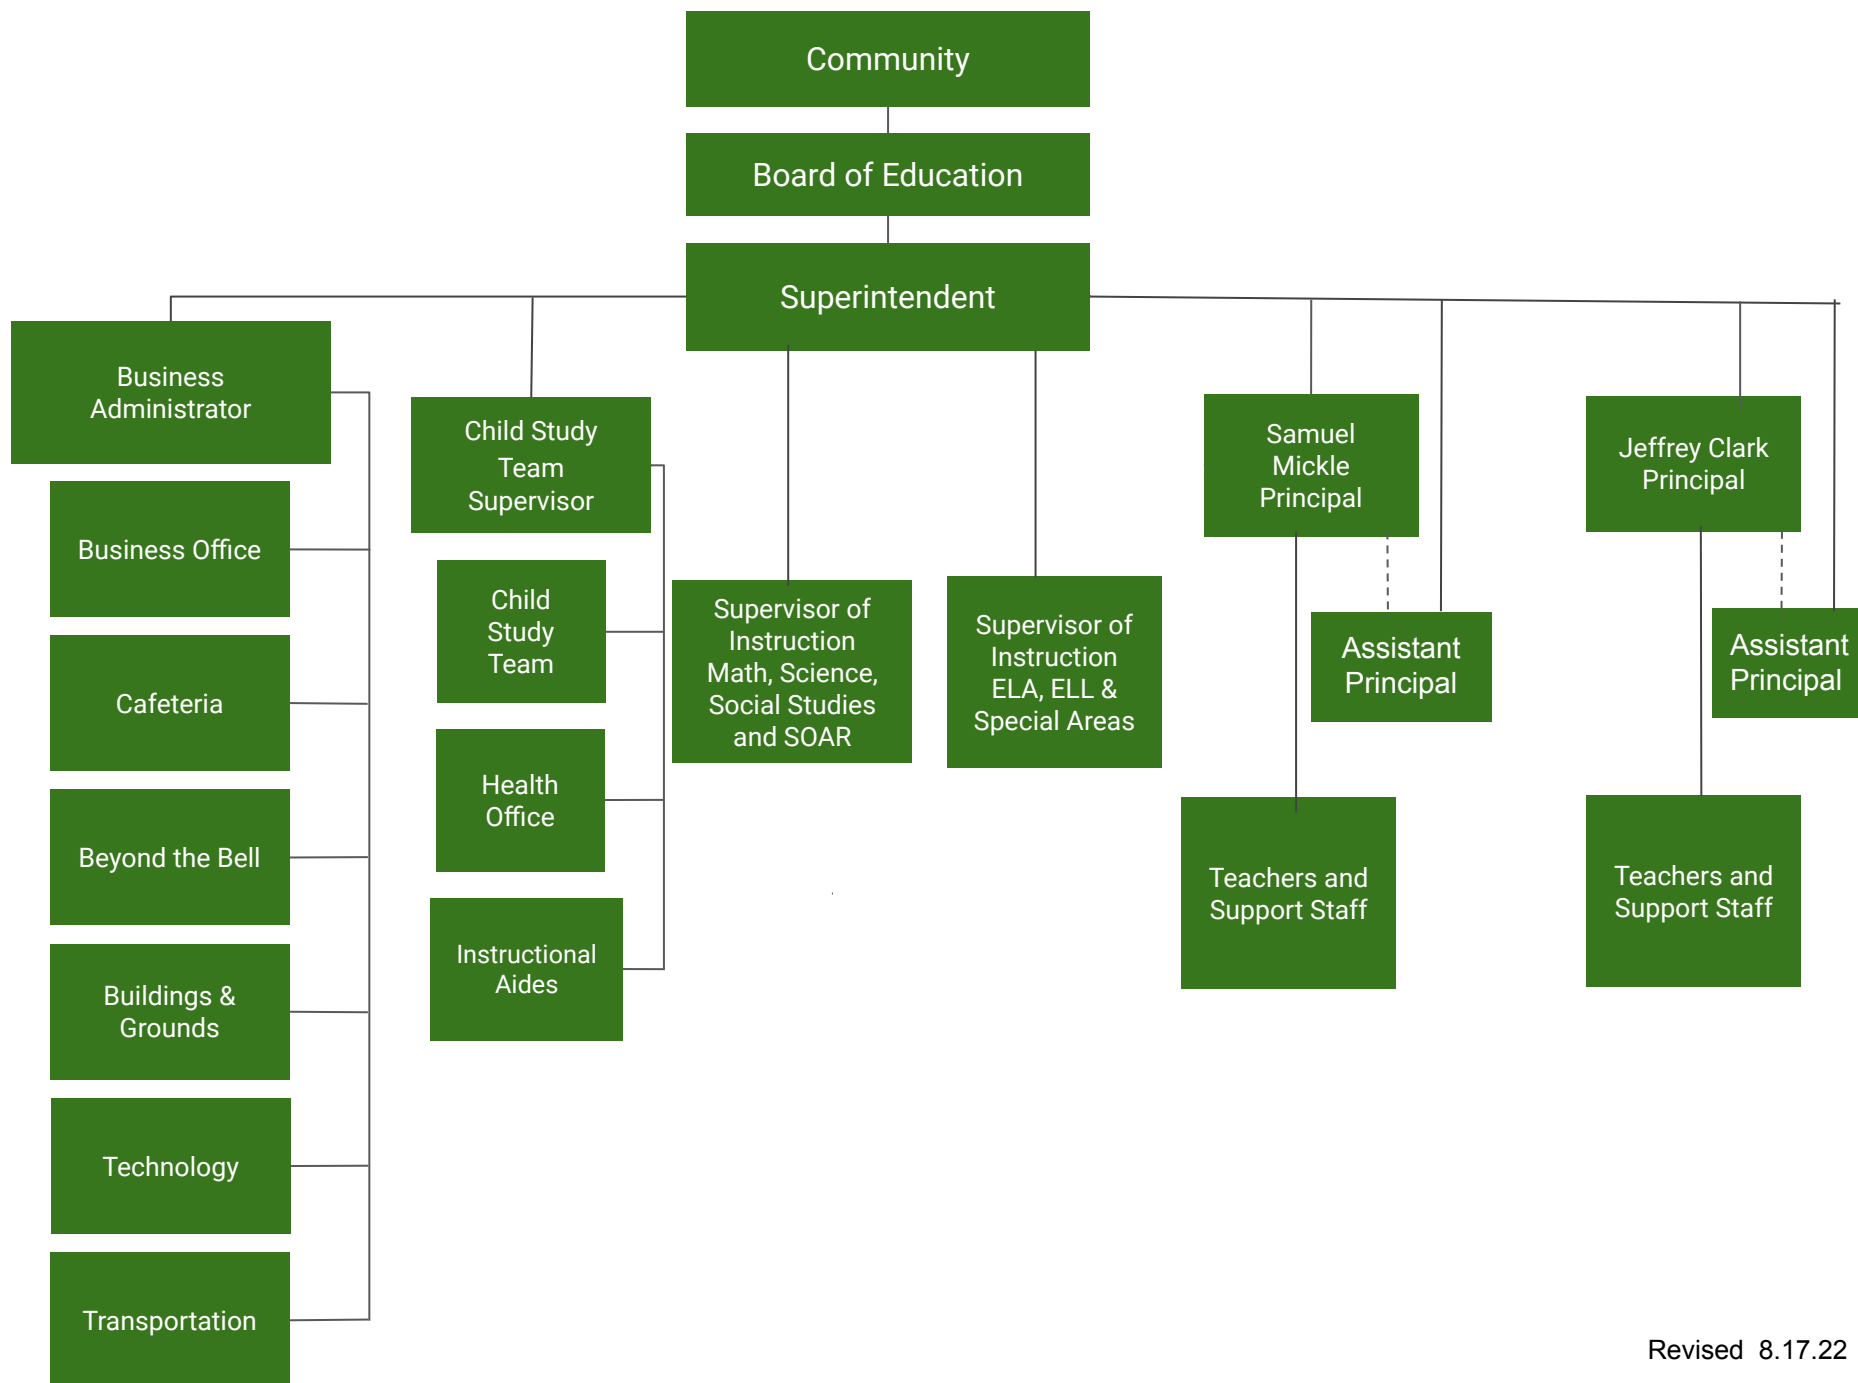 Community
Board of Education
Superintendent
Business
Administrator
Business Office
Cafeteria
Beyond the Bell
Buildings &
Grounds
Technology
Transportation
Child Study
Team
Supervisor
Child
Study
Team
Health
Office
Instructional
Aides
Supervisor of
Instruction
Math, Science,
Social Studies
and SOAR
Supervisor of
Instruction
ELA, ELL &
Special Areas
Samuel
Mickle
Principal
Assistant
Principal
Teachers and
Support Staff
Jeffrey Clark
Principal
Assistant
Principal
Teachers and
Support Staff
Revised 8.17.22